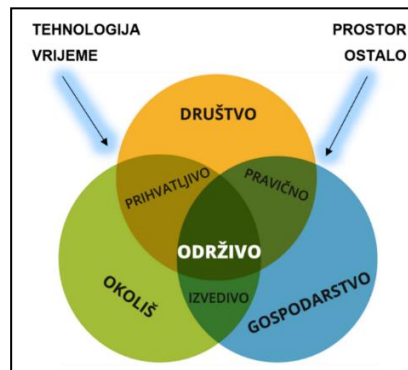 TEHNOLOGIJA
VRIJEME
PROSTOR
OSTALO
DRUŠTVO
PRIHVATLJIVO
PRAVIČNO
ODRŽIVO
OKOLIŠ
IZVEDIVO
GOSPODARSTVO